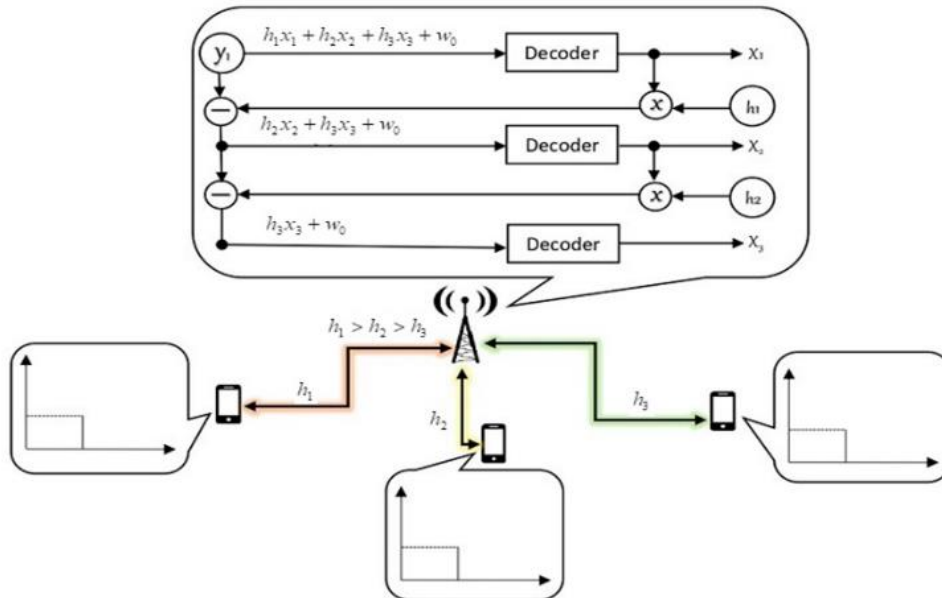 h₁x₁ + h₂x₂ + h₃x₃ + w₀
y₁
Decoder
X₁
x
h₁
h₂x₂ + h₃x₃ + w₀
Decoder
X₂
x
h₂
h₃x₃ + w₀
Decoder
X₃
h₁ > h₂ > h₃
h₁
h₂
h₃